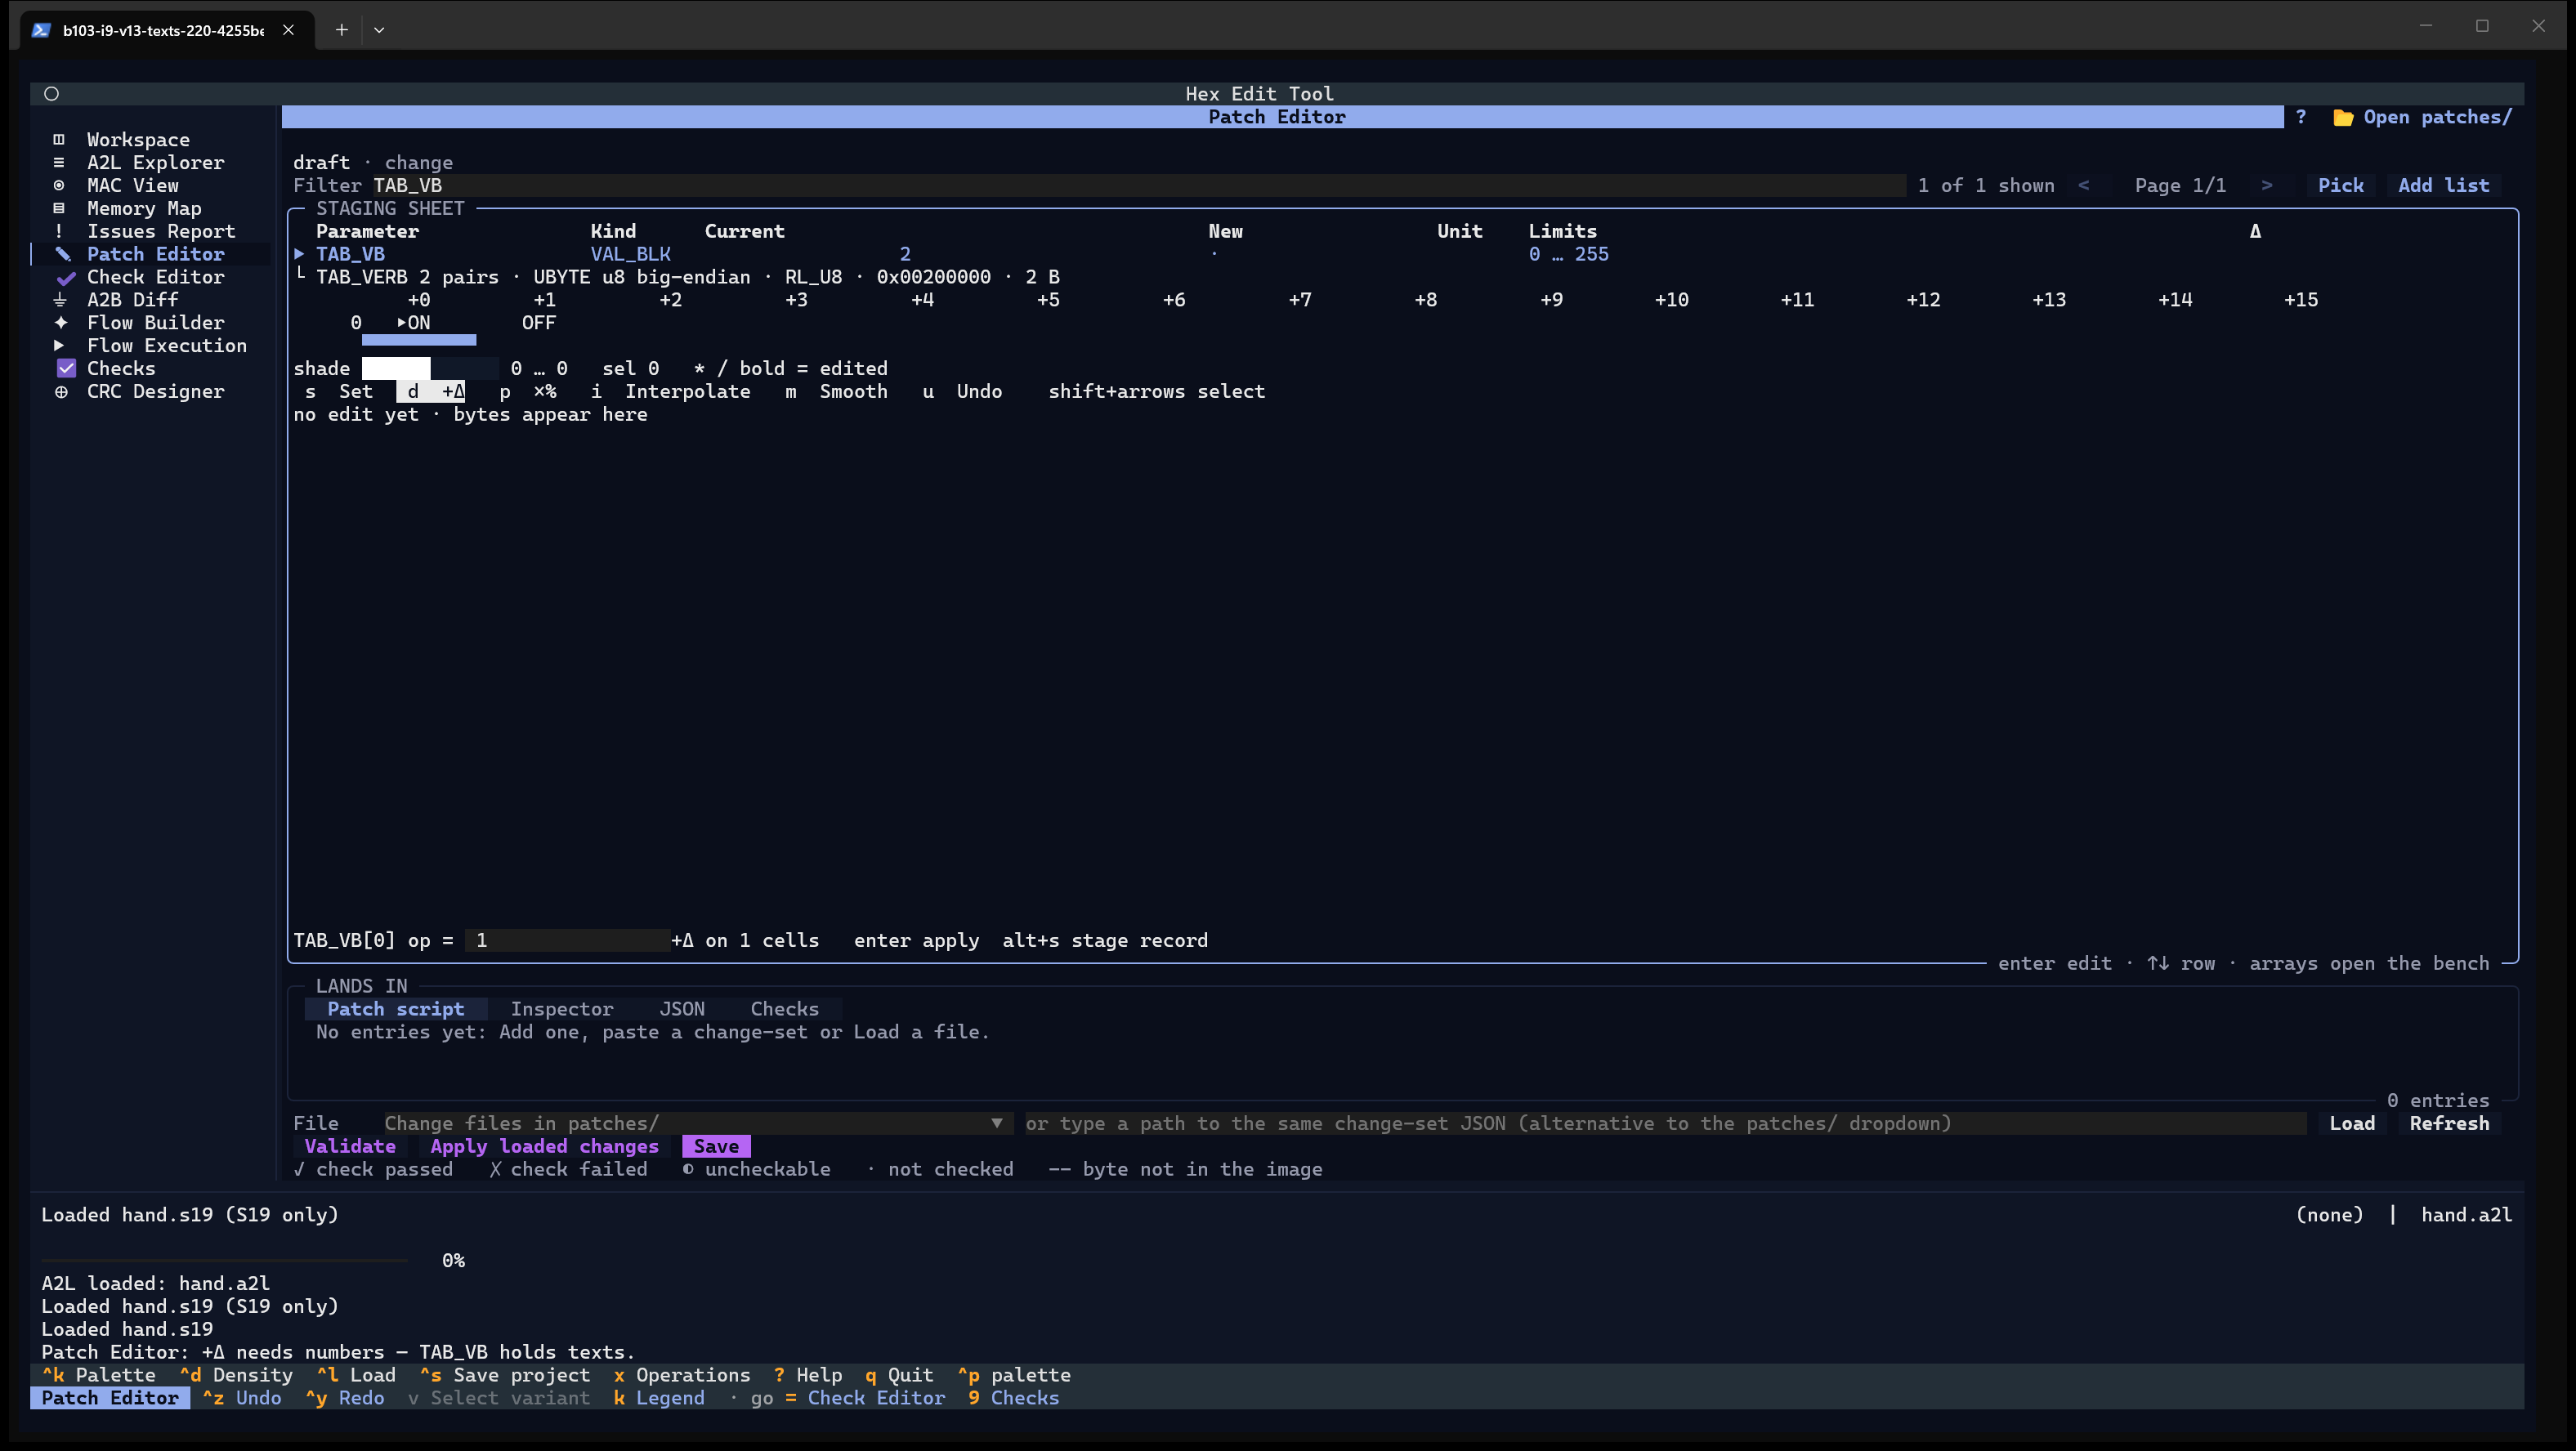 b103-i9-v13-texts-220-4255be
Hex Edit Tool
Patch Editor ? Open patches/
Workspace
A2L Explorer
MAC View
Memory Map
! Issues Report
Patch Editor
Check Editor
A2B Diff
Flow Builder
Flow Execution
Checks
CRC Designer
draft · change
Filter TAB_VB 1 of 1 shown < Page 1/1 > Pick Add list
STAGING SHEET
Parameter Kind Current New Unit Limits Δ
▶ TAB_VB VAL_BLK 2 · 0 … 255
└ TAB_VERB 2 pairs · UBYTE u8 big-endian · RL_U8 · 0x00200000 · 2 B
+0 +1 +2 +3 +4 +5 +6 +7 +8 +9 +10 +11 +12 +13 +14 +15
0 ▶ON OFF
shade 0 … 0 sel 0 * / bold = edited
s Set d +Δ p ×% i Interpolate m Smooth u Undo shift+arrows select
no edit yet · bytes appear here
TAB_VB[0] op = 1 +Δ on 1 cells enter apply alt+s stage record
enter edit · ↑↓ row · arrays open the bench
LANDS IN
Patch script Inspector JSON Checks
No entries yet: Add one, paste a change-set or Load a file.
0 entries
File Change files in patches/ ▼ or type a path to the same change-set JSON (alternative to the patches/ dropdown) Load Refresh
Validate Apply loaded changes Save
√ check passed ╳ check failed ◐ uncheckable · not checked -- byte not in the image
Loaded hand.s19 (S19 only) (none) | hand.a2l
0%
A2L loaded: hand.a2l
Loaded hand.s19 (S19 only)
Loaded hand.s19
Patch Editor: +Δ needs numbers — TAB_VB holds texts.
^k Palette ^d Density ^l Load ^s Save project x Operations ? Help q Quit ^p palette
Patch Editor ^z Undo ^y Redo v Select variant k Legend · go = Check Editor 9 Checks